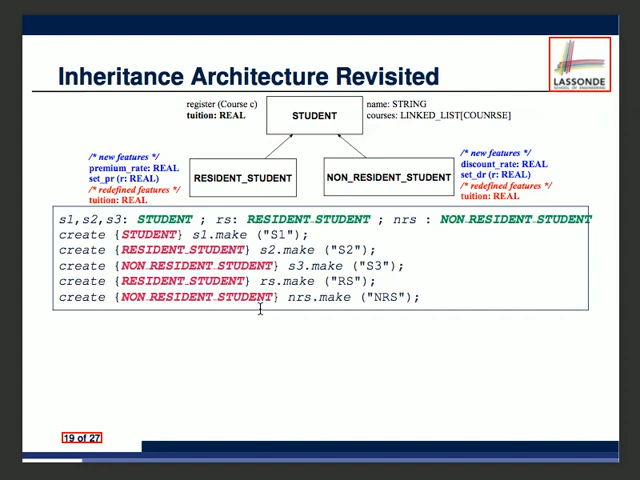 LASSONDE
SCHOOL OF ENGINEERING
Inheritance Architecture Revisited
register (Course c)
tuition: REAL
STUDENT
name: STRING
courses: LINKED_LIST[COUNRSE]
/* new features */
premium_rate: REAL
set_pr (r: REAL)
/* redefined features */
tuition: REAL
RESIDENT_STUDENT
NON_RESIDENT_STUDENT
/* new features */
discount_rate: REAL
set_dr (r: REAL)
/* redefined features */
tuition: REAL
s1,s2,s3: STUDENT ; rs: RESIDENT_STUDENT ; nrs : NON_RESIDENT_STUDENT
create {STUDENT} s1.make ("S1");
create {RESIDENT_STUDENT} s2.make ("S2");
create {NON_RESIDENT_STUDENT} s3.make ("S3");
create {RESIDENT_STUDENT} rs.make ("RS");
create {NON_RESIDENT_STUDENT} nrs.make ("NRS");
19 of 27